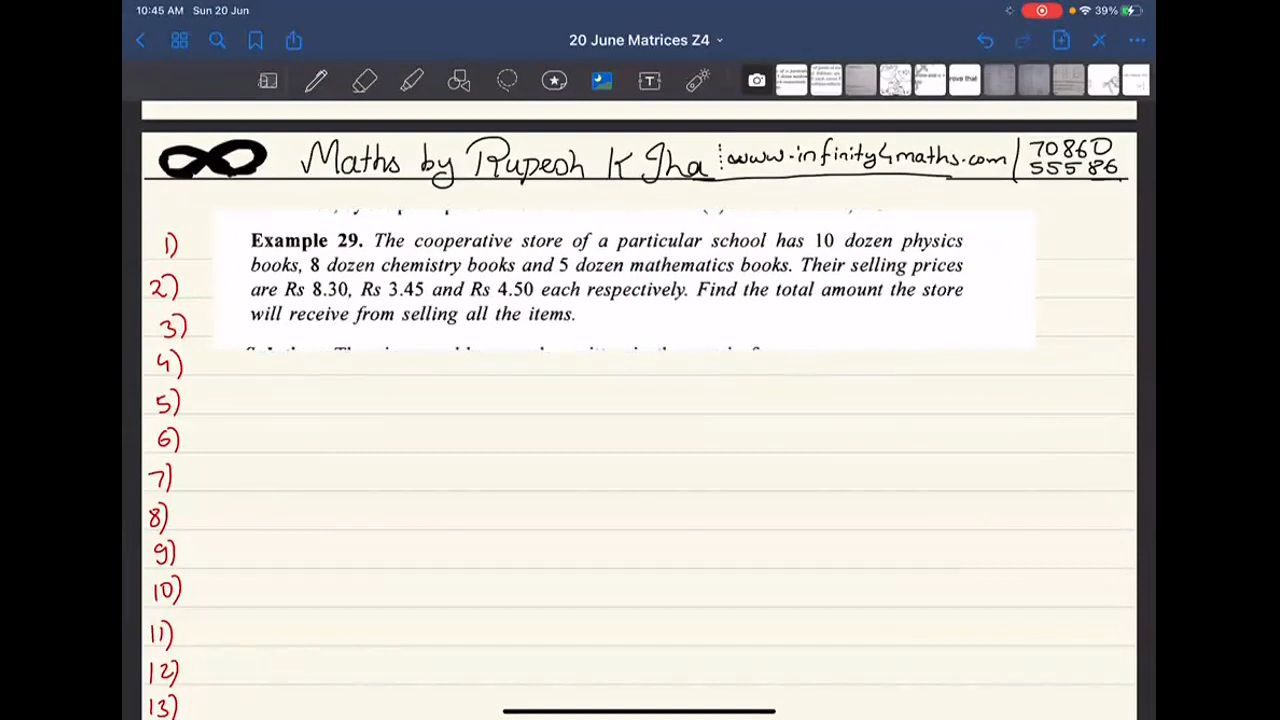 10:45 AM Sun 20 Jun
39%
20 June Matrices Z4
Maths by Rupesh K Jha www.infinity4maths.com 70860
55586
Example 29. The cooperative store of a particular school has 10 dozen physics
books, 8 dozen chemistry books and 5 dozen mathematics books. Their selling prices
are Rs 8.30, Rs 3.45 and Rs 4.50 each respectively. Find the total amount the store
will receive from selling all the items.
1)
2)
3)
4)
5)
6)
7)
8)
9)
10)
11)
12)
13)